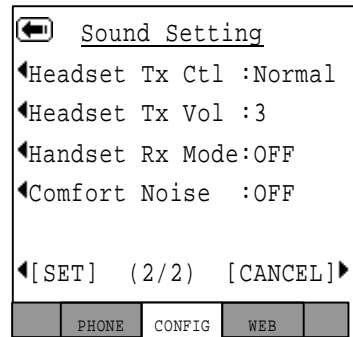 Sound Setting
Headset Tx Ctl :Normal
Headset Tx Vol :3
Handset Rx Mode:OFF
Comfort Noise :OFF
[SET] (2/2) [CANCEL]
PHONE CONFIG WEB